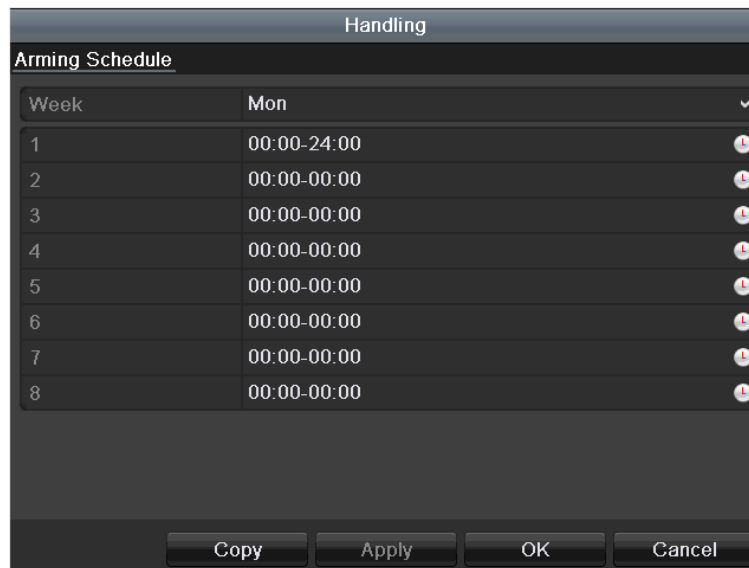 Handling
Arming Schedule
Week Mon
1 00:00-24:00
2 00:00-00:00
3 00:00-00:00
4 00:00-00:00
5 00:00-00:00
6 00:00-00:00
7 00:00-00:00
8 00:00-00:00
Copy Apply OK Cancel